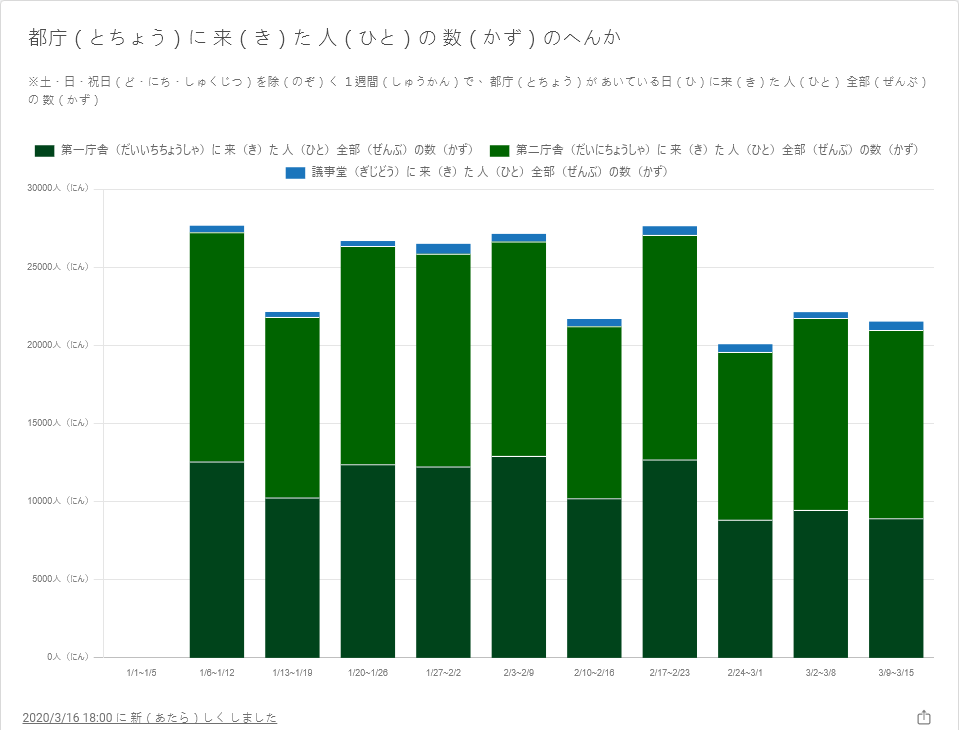 都庁(とちょう)に 来(き)た 人(ひと)の 数(かず)のへんか
※土・日・祝日(ど・にち・しゅくじつ)を除(のぞ)く 1週間(しゅうかん)で、都庁(とちょう)が あいている日(ひ)に来(き)た 人(ひと) 全部(ぜんぶ)
の 数(かず)
第一庁舎（だいいちちょうしゃ）に 来（き）た 人（ひと）全部（ぜんぶ）の数（かず） 第二庁舎（だいにちょうしゃ）に 来（き）た 人（ひと）全部（ぜんぶ）の数（かず）
議事堂（ぎじどう）に 来（き）た 人（ひと）全部（ぜんぶ）の数（かず）
30000人（にん）
25000人（にん）
20000人（にん）
15000人（にん）
10000人（にん）
5000人（にん）
0人（にん）
1/1~1/5 1/6~1/12 1/13~1/19 1/20~1/26 1/27~2/2 2/3~2/9 2/10~2/16 2/17~2/23 2/24~3/1 3/2~3/8 3/9~3/15
2020/3/16 18:00 に 新(あたら)しく しました